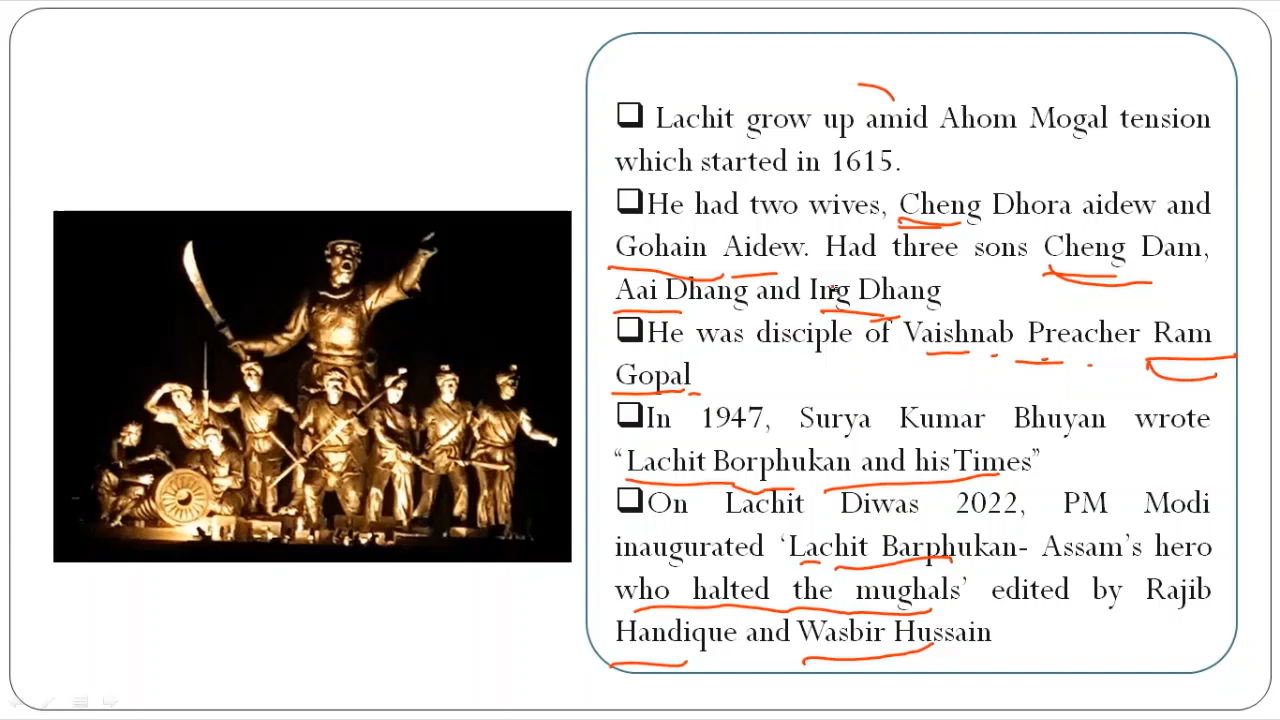 ❑ Lachit grow up amid Ahom Mogal tension
which started in 1615.
❑He had two wives, Cheng Dhora aidew and
Gohain Aidew. Had three sons Cheng Dam,
Aai Dhang and Ing Dhang
❑He was disciple of Vaishnab Preacher Ram
Gopal
❑In 1947, Surya Kumar Bhuyan wrote
“Lachit Borphukan and his Times”
❑On Lachit Diwas 2022, PM Modi
inaugurated ‘Lachit Barphukan- Assam’s hero
who halted the mughals’ edited by Rajib
Handique and Wasbir Hussain